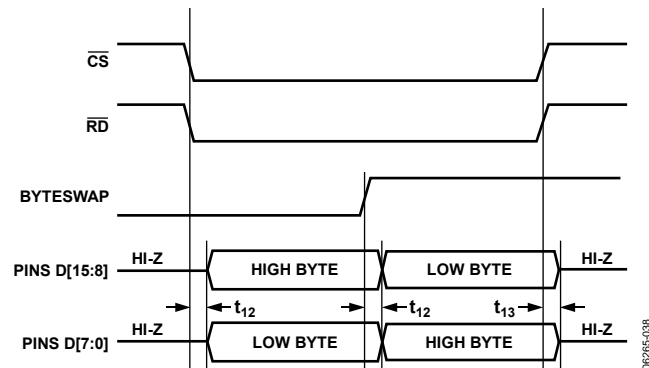 CS
RD
BYTESWAP
PINS D[15:8] HI-Z HIGH BYTE LOW BYTE HI-Z
t12 t12 t13
PINS D[7:0] HI-Z LOW BYTE HIGH BYTE HI-Z
06265-038